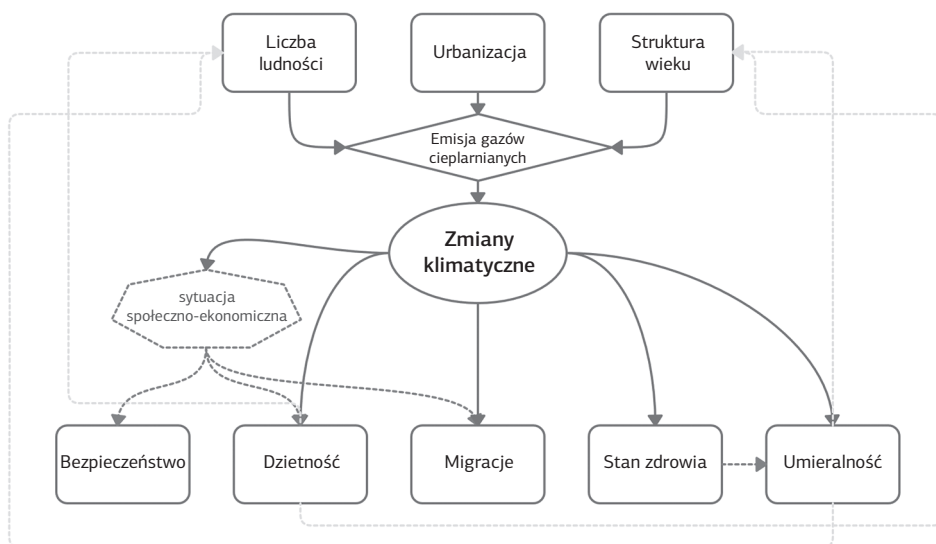 Liczba
ludności
Urbanizacja
Struktura
wieku
Emisja gazów
cieplarnianych
Zmiany
klimatyczne
sytuacja
społeczno-ekonomiczna
Bezpieczeństwo
Dzietność
Migracje
Stan zdrowia
Umieralność